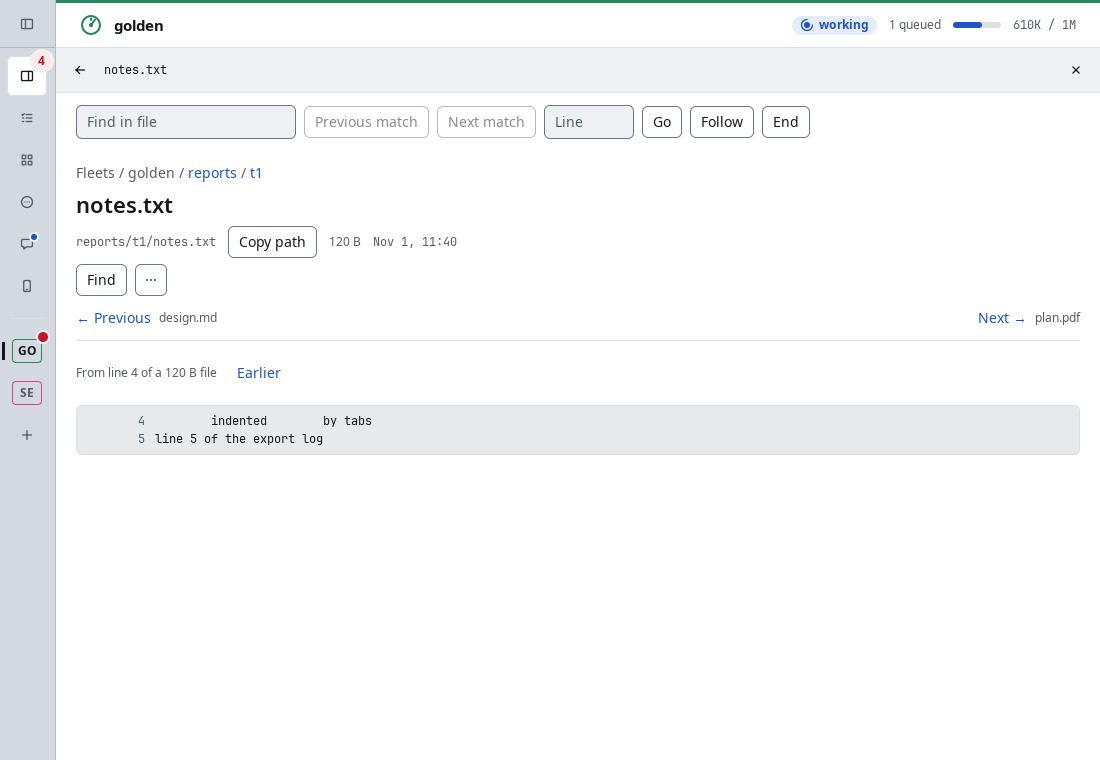 golden
working
1 queued
610K / 1M
4
notes.txt
Find in file
Previous match
Next match
Line
Go
Follow
End
Fleets / golden / reports / t1
notes.txt
reports/t1/notes.txt
Copy path
120 B
Nov 1, 11:40
Find
···
← Previous design.md
Next → plan.pdf
GO
SE
From line 4 of a 120 B file
Earlier
4 indented by tabs
5 line 5 of the export log